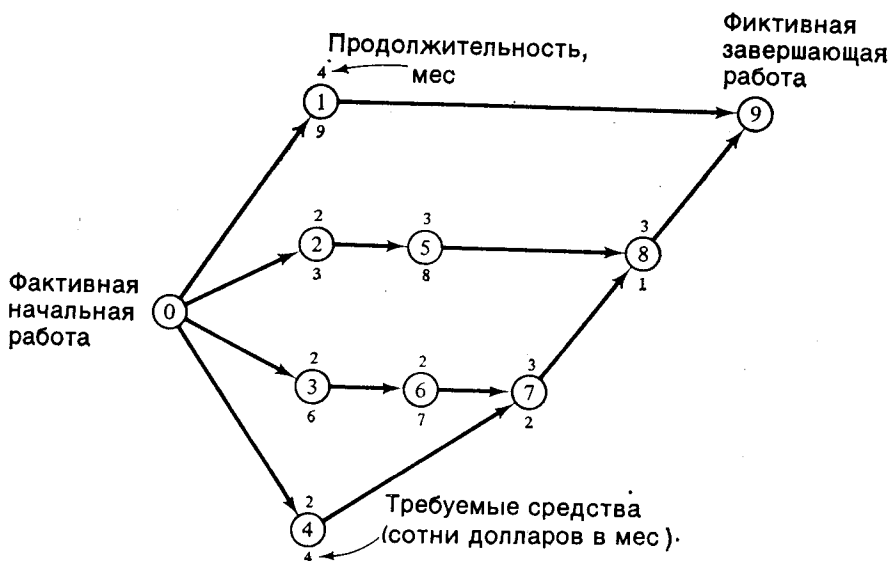 Продолжительность,
мес
Фиктивная
завершающая
работа
4
1
9
9
2
2
3
3
5
8
3
8
1
Фактивная
начальная
работа
0
2
3
6
2
6
7
3
7
2
2
4
4
Требуемые средства
(сотни долларов в мес).